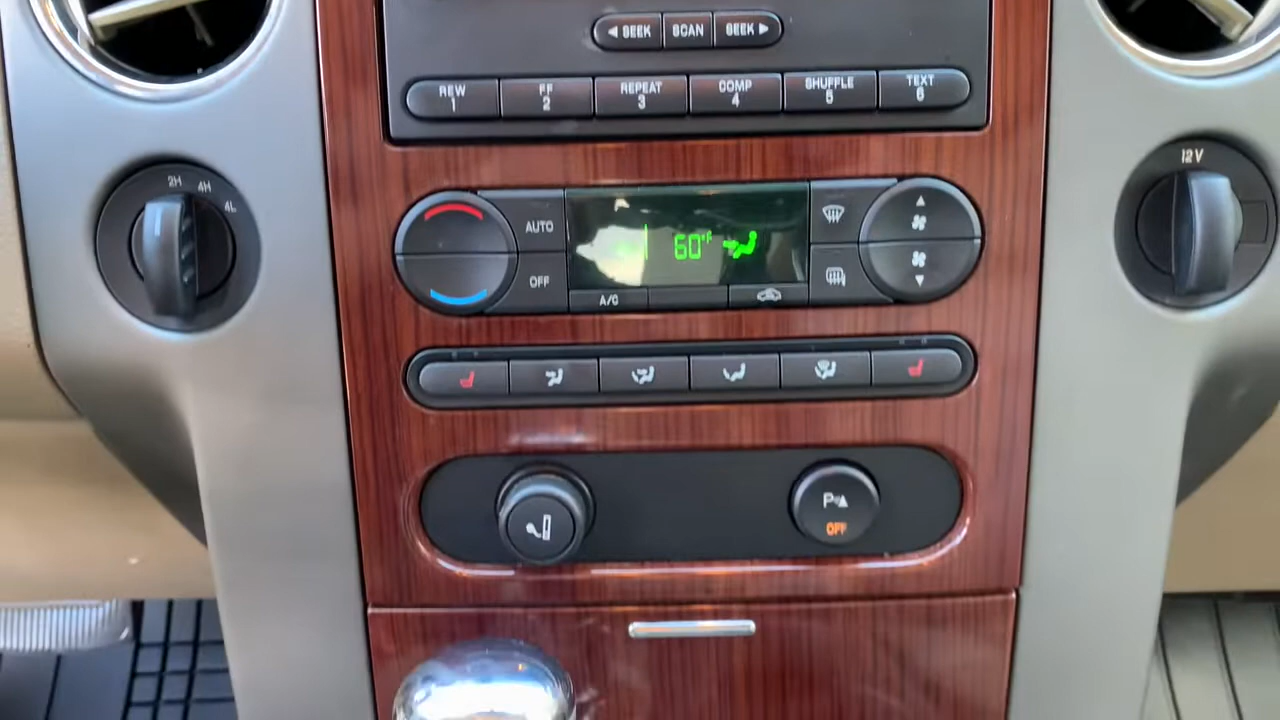 SEEK SCAN SEEK
REW FF REPEAT COMP SHUFFLE TEXT
1 2 3 4 5 6
2H 4H 4L
12V
AUTO
60°F
OFF
A/C
P
OFF